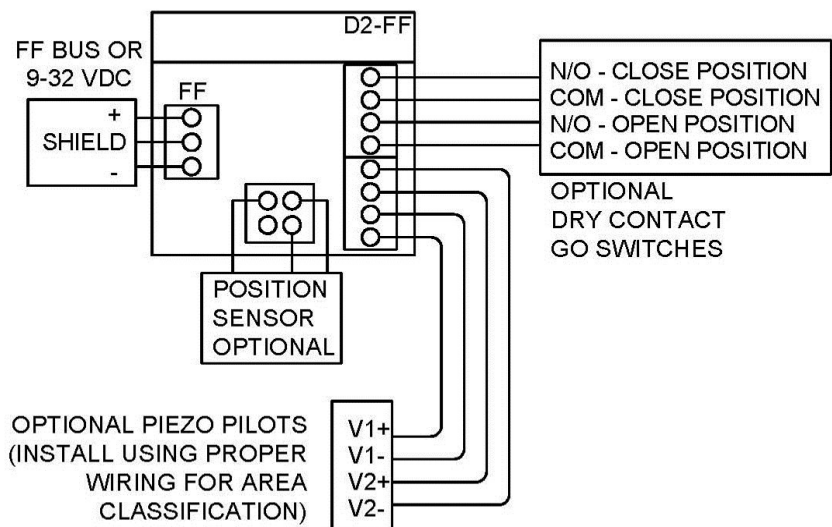 D2-FF
FF BUS OR
9-32 VDC
FF
+
SHIELD
-
N/O - CLOSE POSITION
COM - CLOSE POSITION
N/O - OPEN POSITION
COM - OPEN POSITION
OPTIONAL
DRY CONTACT
GO SWITCHES
POSITION
SENSOR
OPTIONAL
OPTIONAL PIEZO PILOTS
(INSTALL USING PROPER
WIRING FOR AREA
CLASSIFICATION)
V1+
V1-
V2+
V2-